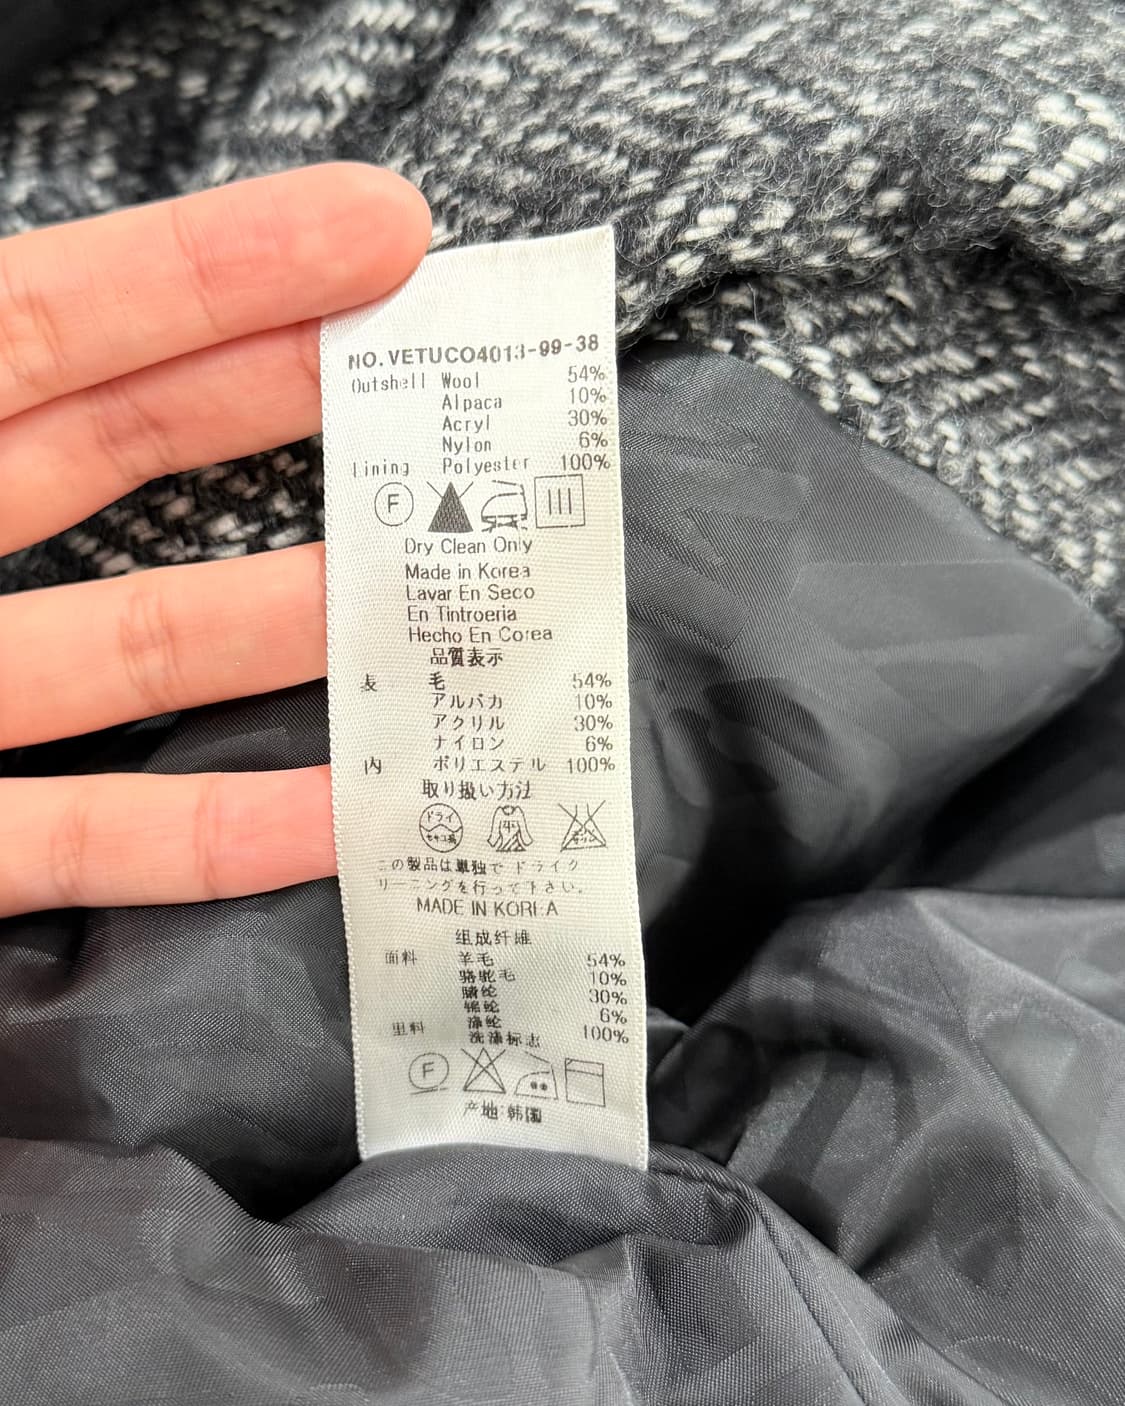 NO.VETUCO4013-99-38
Outshell Wool 54%
Alpaca 10%
Acryl 30%
Nylon 6%
lining Polyester 100%
F
Dry Clean Only
Made in Korea
Lavar En Seco
En Tintroeria
Hecho En Corea
品質表示
表 毛 54%
アルパカ 10%
アクリル 30%
ナイロン 6%
内 ポリエステル 100%
取り扱い方法
ドライ
この製品は単独で ドライク
リーニングを行って下さい。
MADE IN KOREA
组成纤维
面料 羊毛 54%
骆驼毛 10%
腈纶 30%
锦纶 6%
里料 涤纶 100%
洗涤标志
F
产地:韩国